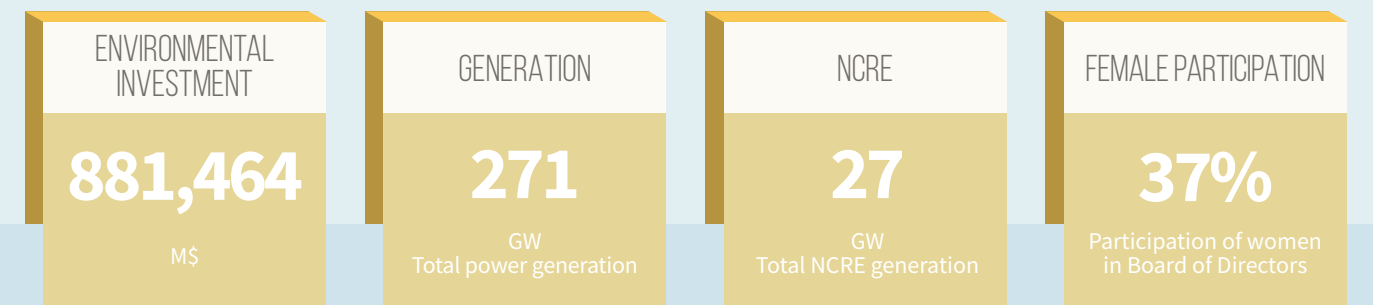 ENVIRONMENTAL
INVESTMENT
881,464
M$
GENERATION
271
GW
Total power generation
NCRE
27
GW
Total NCRE generation
FEMALE PARTICIPATION
37%
Participation of women
in Board of Directors